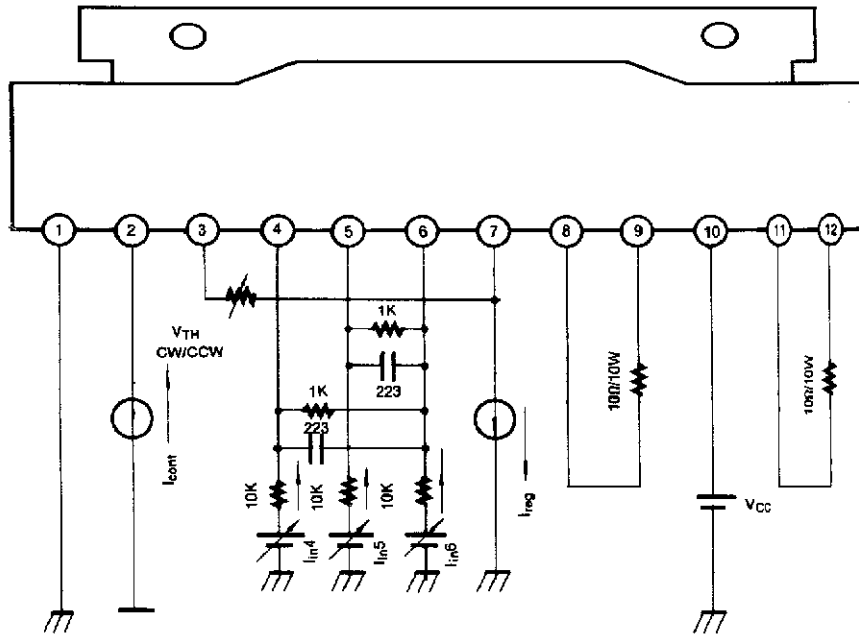 1 2 3 4 5 6 7 8 9 10 11 12
1K
VTH
CW/CCW
223
1K
223
10Ω/10W
10Ω/10W
Icont
Ireg
10K
10K
10K
VCC
Iin4
Iin5
Iin6